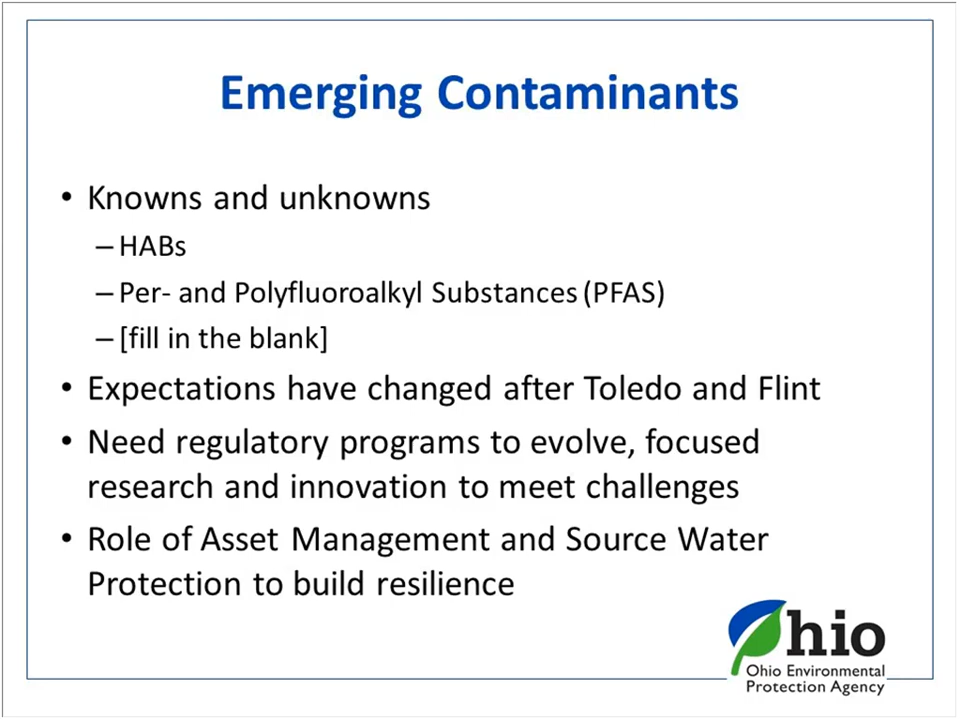 Emerging Contaminants
• Knowns and unknowns
– HABs
– Per- and Polyfluoroalkyl Substances (PFAS)
– [fill in the blank]
• Expectations have changed after Toledo and Flint
• Need regulatory programs to evolve, focused
research and innovation to meet challenges
• Role of Asset Management and Source Water
Protection to build resilience
Ohio
Ohio Environmental
Protection Agency